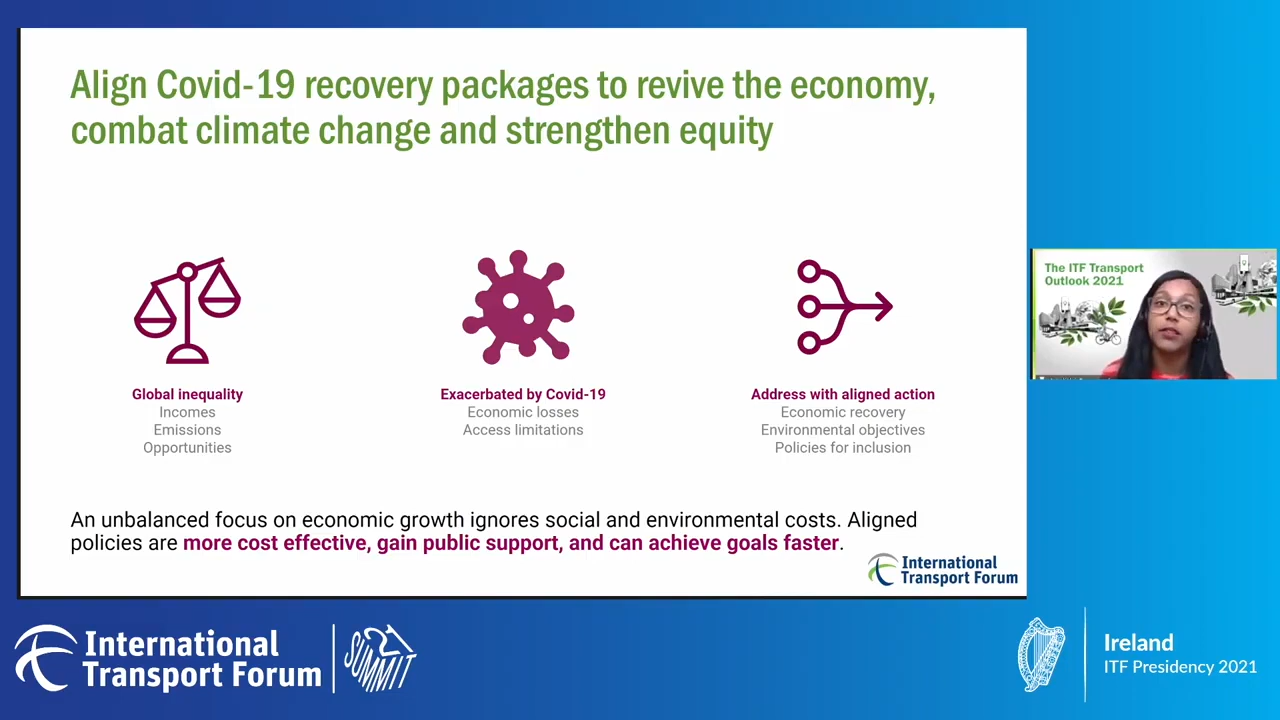 Align Covid-19 recovery packages to revive the economy,
combat climate change and strengthen equity
Global inequality
Incomes
Emissions
Opportunities
Exacerbated by Covid-19
Economic losses
Access limitations
Address with aligned action
Economic recovery
Environmental objectives
Policies for inclusion
An unbalanced focus on economic growth ignores social and environmental costs. Aligned
policies are more cost effective, gain public support, and can achieve goals faster.
International
Transport Forum
The ITF Transport
Outlook 2021
International
Transport Forum
21
SUMMIT
Ireland
ITF Presidency 2021